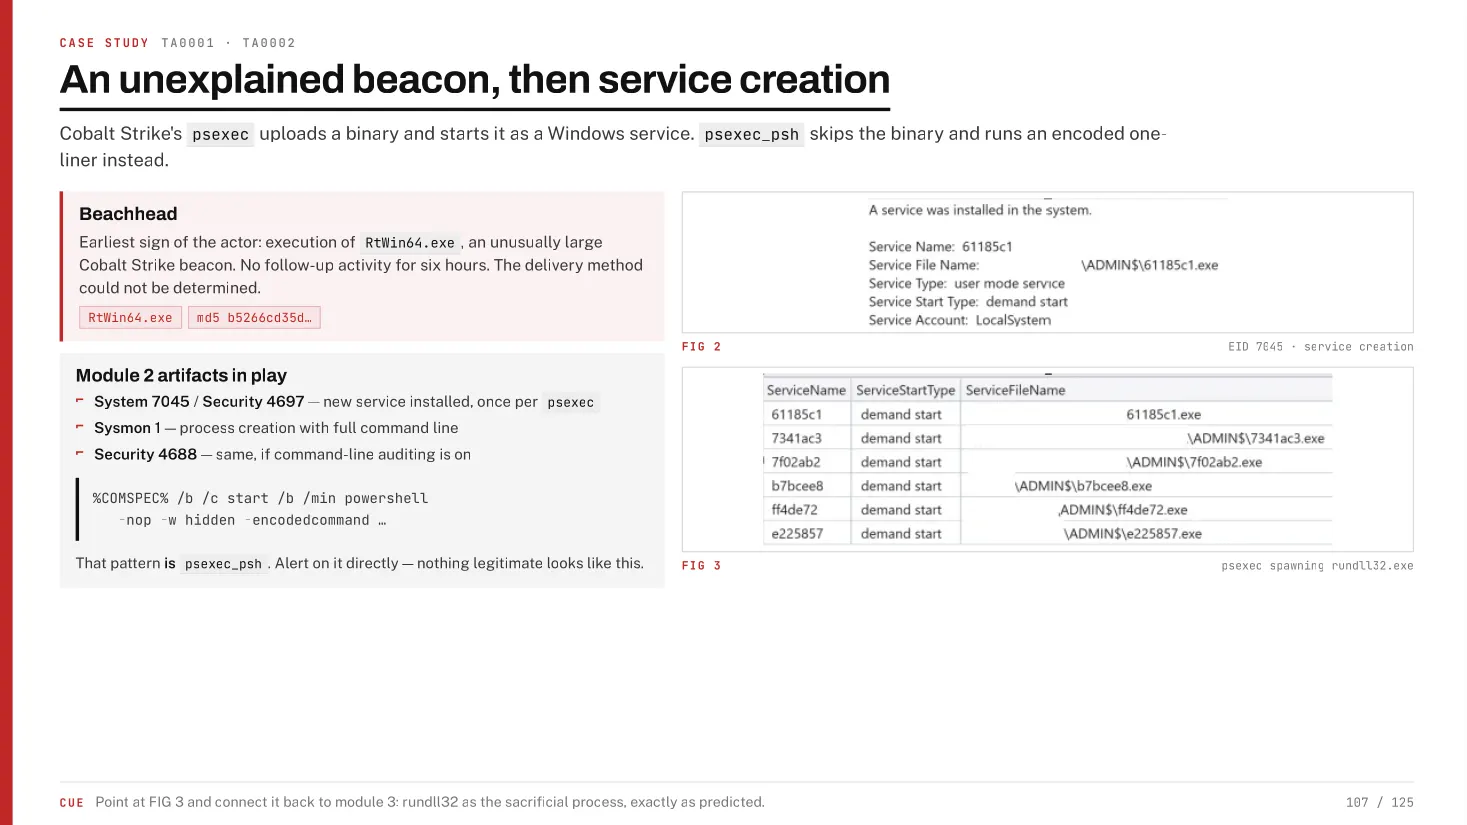 CASE STUDY TA0001 · TA0002
An unexplained beacon, then service creation
Cobalt Strike's psexec uploads a binary and starts it as a Windows service. psexec_psh skips the binary and runs an encoded one-
liner instead.
Beachhead
Earliest sign of the actor: execution of RtWin64.exe, an unusually large
Cobalt Strike beacon. No follow-up activity for six hours. The delivery method
could not be determined.
RtWin64.exe md5 b5266cd35d…
Module 2 artifacts in play
System 7045 / Security 4697 — new service installed, once per psexec
Sysmon 1 — process creation with full command line
Security 4688 — same, if command-line auditing is on
%COMSPEC% /b /c start /b /min powershell
-nop -w hidden -encodedcommand …
That pattern is psexec_psh. Alert on it directly — nothing legitimate looks like this.
A service was installed in the system.
Service Name: 61185c1
Service File Name: \ADMIN$\61185c1.exe
Service Type: user mode service
Service Start Type: demand start
Service Account: LocalSystem
FIG 2 EID 7045 · service creation
ServiceName ServiceStartType ServiceFileName
61185c1 demand start 61185c1.exe
7341ac3 demand start \ADMIN$\7341ac3.exe
7f02ab2 demand start \ADMIN$\7f02ab2.exe
b7bcee8 demand start \ADMIN$\b7bcee8.exe
ff4de72 demand start \ADMIN$\ff4de72.exe
e225857 demand start \ADMIN$\e225857.exe
FIG 3 psexec spawning rundll32.exe
CUE Point at FIG 3 and connect it back to module 3: rundll32 as the sacrificial process, exactly as predicted.
107 / 125